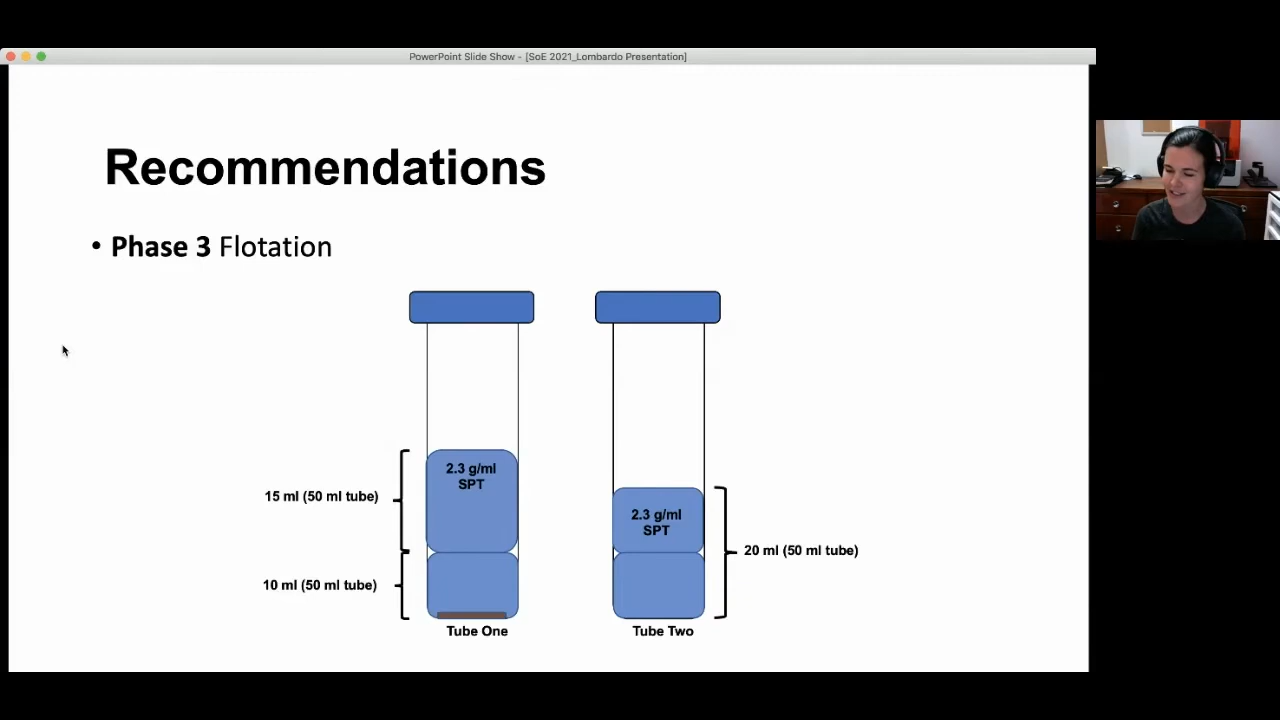 PowerPoint Slide Show - [SoE 2021_Lombardo Presentation]
Recommendations
• Phase 3 Flotation
2.3 g/ml
SPT
15 ml (50 ml tube)
10 ml (50 ml tube)
Tube One
2.3 g/ml
SPT
20 ml (50 ml tube)
Tube Two